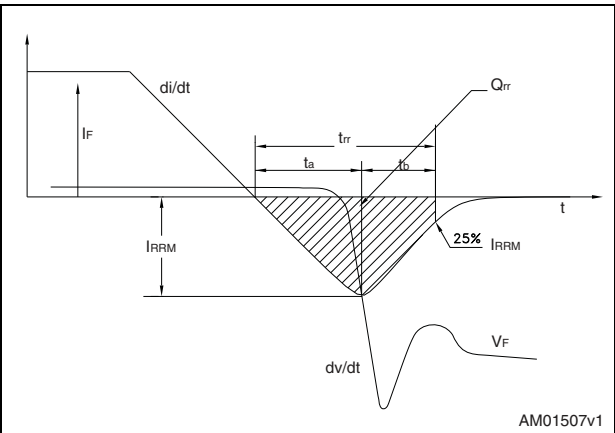 di/dt
Qrr
IF
trr
ta
tb
t
IRRM
25% IRRM
VF
dv/dt
AM01507v1